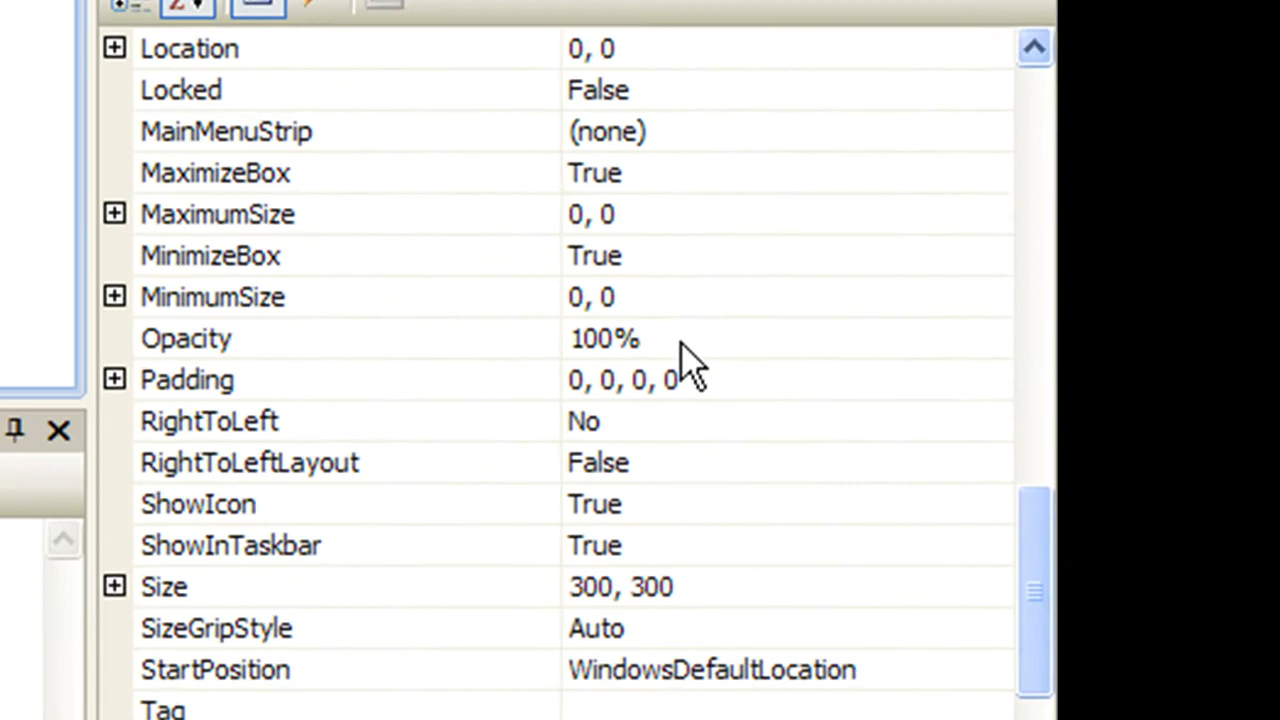 Location 0, 0
Locked False
MainMenuStrip (none)
MaximizeBox True
MaximumSize 0, 0
MinimizeBox True
MinimumSize 0, 0
Opacity 100%
Padding 0, 0, 0, 0
RightToLeft No
RightToLeftLayout False
ShowIcon True
ShowInTaskbar True
Size 300, 300
SizeGripStyle Auto
StartPosition WindowsDefaultLocation
Tag